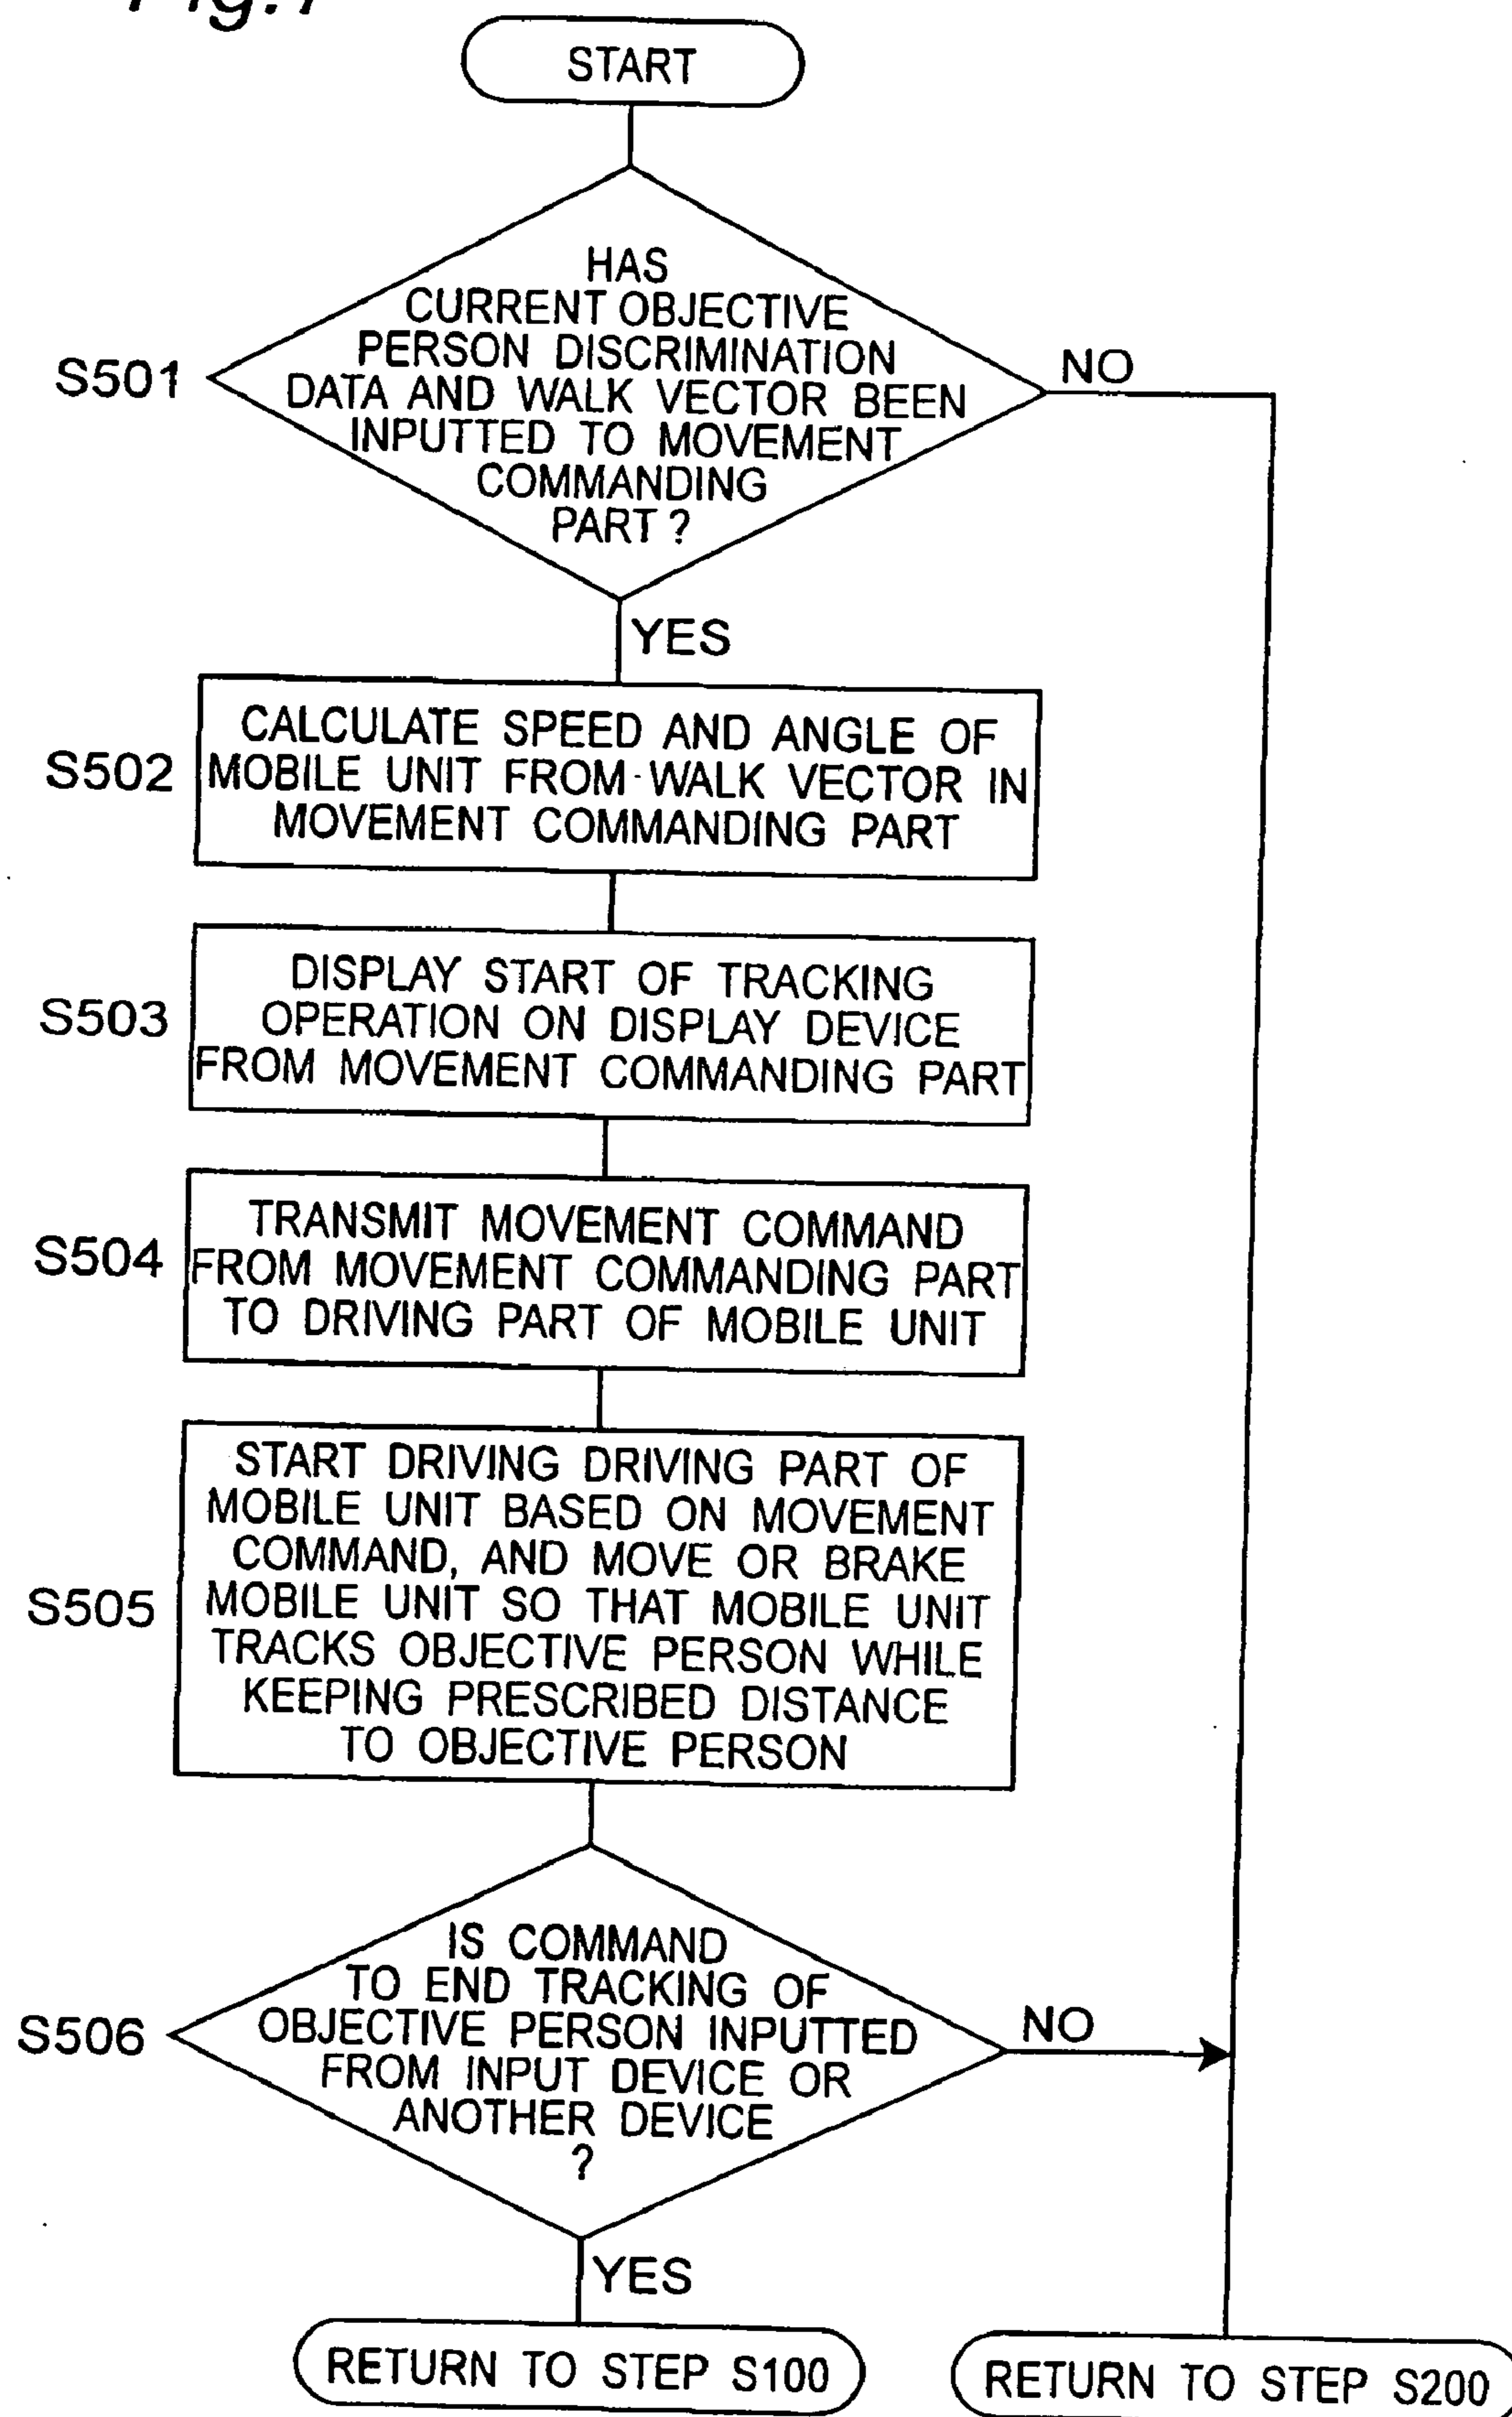 START
HAS
CURRENT OBJECTIVE
PERSON DISCRIMINATION
DATA AND WALK VECTOR BEEN
INPUTTED TO MOVEMENT
COMMANDING
PART ?
S501
NO
YES
S502
CALCULATE SPEED AND ANGLE OF
MOBILE UNIT FROM WALK VECTOR IN
MOVEMENT COMMANDING PART
S503
DISPLAY START OF TRACKING
OPERATION ON DISPLAY DEVICE
FROM MOVEMENT COMMANDING PART
S504
TRANSMIT MOVEMENT COMMAND
FROM MOVEMENT COMMANDING PART
TO DRIVING PART OF MOBILE UNIT
S505
START DRIVING DRIVING PART OF
MOBILE UNIT BASED ON MOVEMENT
COMMAND, AND MOVE OR BRAKE
MOBILE UNIT SO THAT MOBILE UNIT
TRACKS OBJECTIVE PERSON WHILE
KEEPING PRESCRIBED DISTANCE
TO OBJECTIVE PERSON
S506
IS COMMAND
TO END TRACKING OF
OBJECTIVE PERSON INPUTTED
FROM INPUT DEVICE OR
ANOTHER DEVICE
?
NO
YES
RETURN TO STEP S100
RETURN TO STEP S200